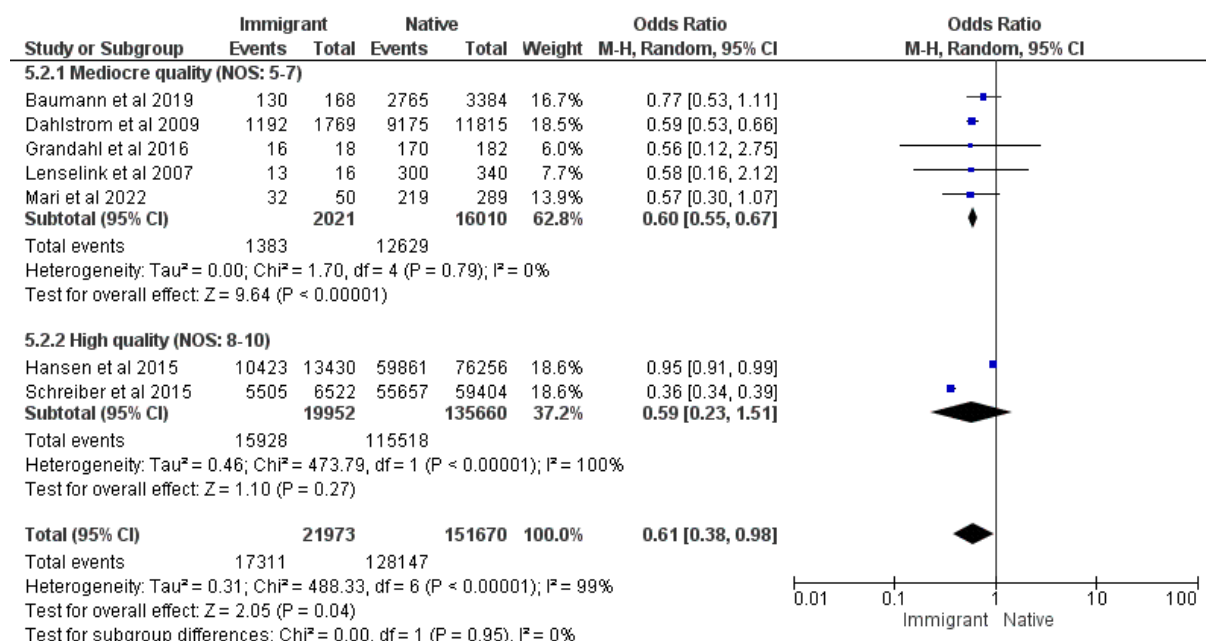 Immigrant Native Odds Ratio Odds Ratio
Study or Subgroup Events Total Events Total Weight M-H, Random, 95% CI M-H, Random, 95% CI
5.2.1 Mediocre quality (NOS: 5-7)
Baumann et al 2019 130 168 2765 3384 16.7% 0.77 [0.53, 1.11]
Dahlstrom et al 2009 1192 1769 9175 11815 18.5% 0.59 [0.53, 0.66]
Grandahl et al 2016 16 18 170 182 6.0% 0.56 [0.12, 2.75]
Lenselink et al 2007 13 16 300 340 7.7% 0.58 [0.16, 2.12]
Mari et al 2022 32 50 219 289 13.9% 0.57 [0.30, 1.07]
Subtotal (95% CI) 2021 16010 62.8% 0.60 [0.55, 0.67]
Total events 1383 12629
Heterogeneity: Tau² = 0.00; Chi² = 1.70, df = 4 (P = 0.79); I² = 0%
Test for overall effect: Z = 9.64 (P < 0.00001)
5.2.2 High quality (NOS: 8-10)
Hansen et al 2015 10423 13430 59861 76256 18.6% 0.95 [0.91, 0.99]
Schreiber et al 2015 5505 6522 55657 59404 18.6% 0.36 [0.34, 0.39]
Subtotal (95% CI) 19952 135660 37.2% 0.59 [0.23, 1.51]
Total events 15928 115518
Heterogeneity: Tau² = 0.46; Chi² = 473.79, df = 1 (P < 0.00001); I² = 100%
Test for overall effect: Z = 1.10 (P = 0.27)
Total (95% CI) 21973 151670 100.0% 0.61 [0.38, 0.98]
Total events 17311 128147
Heterogeneity: Tau² = 0.31; Chi² = 488.33, df = 6 (P < 0.00001); I² = 99%
Test for overall effect: Z = 2.05 (P = 0.04)
Test for subgroup differences: Chi² = 0.00, df = 1 (P = 0.95), I² = 0%
0.01 0.1 1 10 100
Immigrant Native